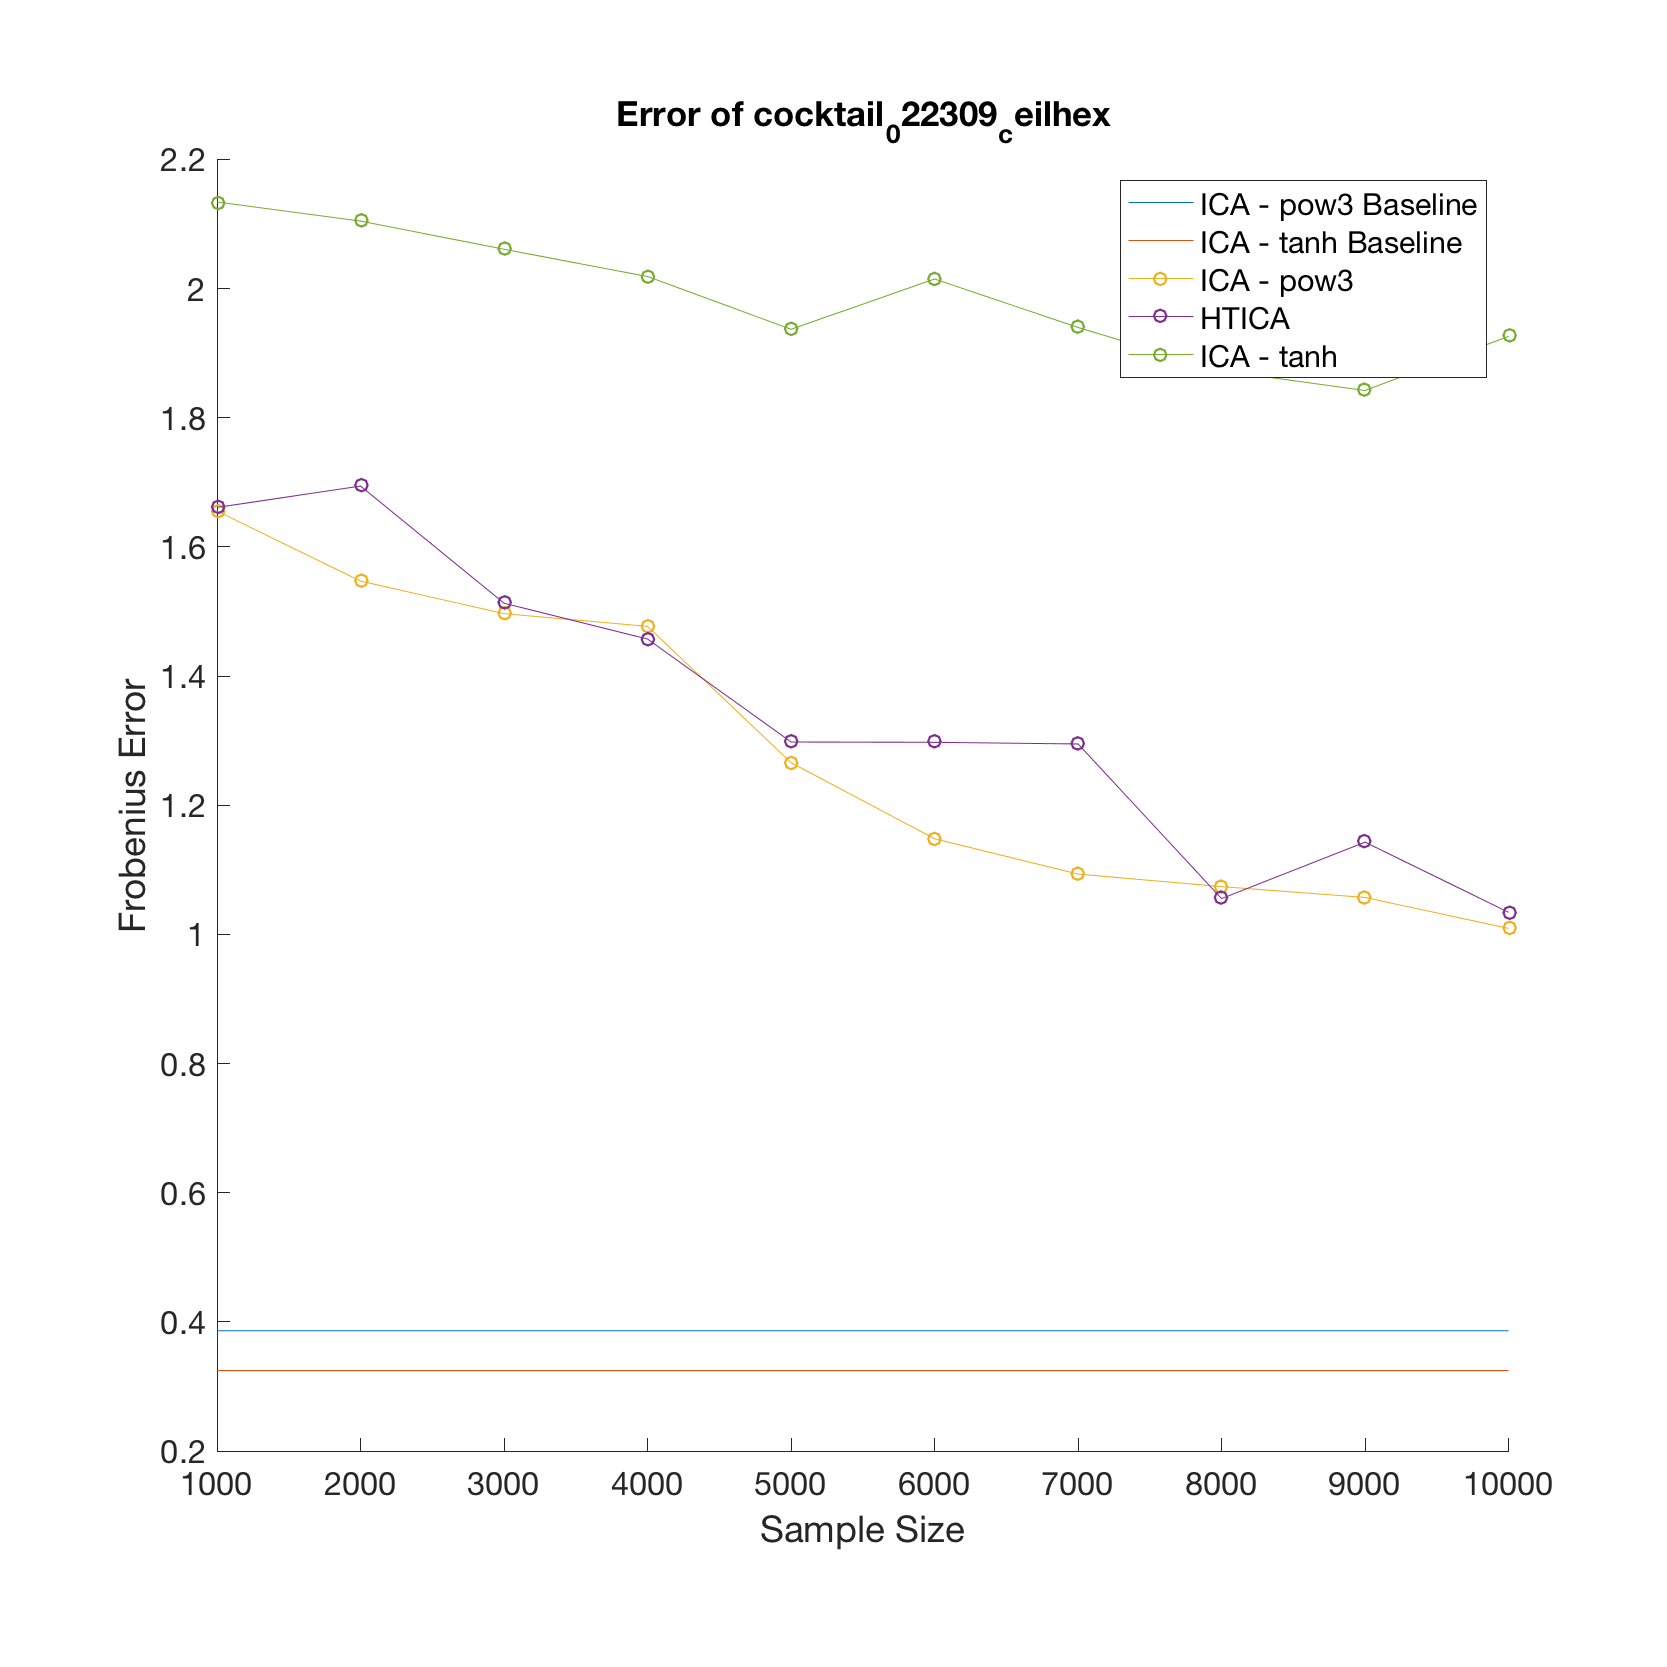 Error of cocktail_022309_ceilhex
2.2
2
1.8
1.6
1.4
1.2
1
0.8
0.6
0.4
0.2
Frobenius Error
ICA - pow3 Baseline
ICA - tanh Baseline
ICA - pow3
HTICA
ICA - tanh
1000 2000 3000 4000 5000 6000 7000 8000 9000 10000
Sample Size